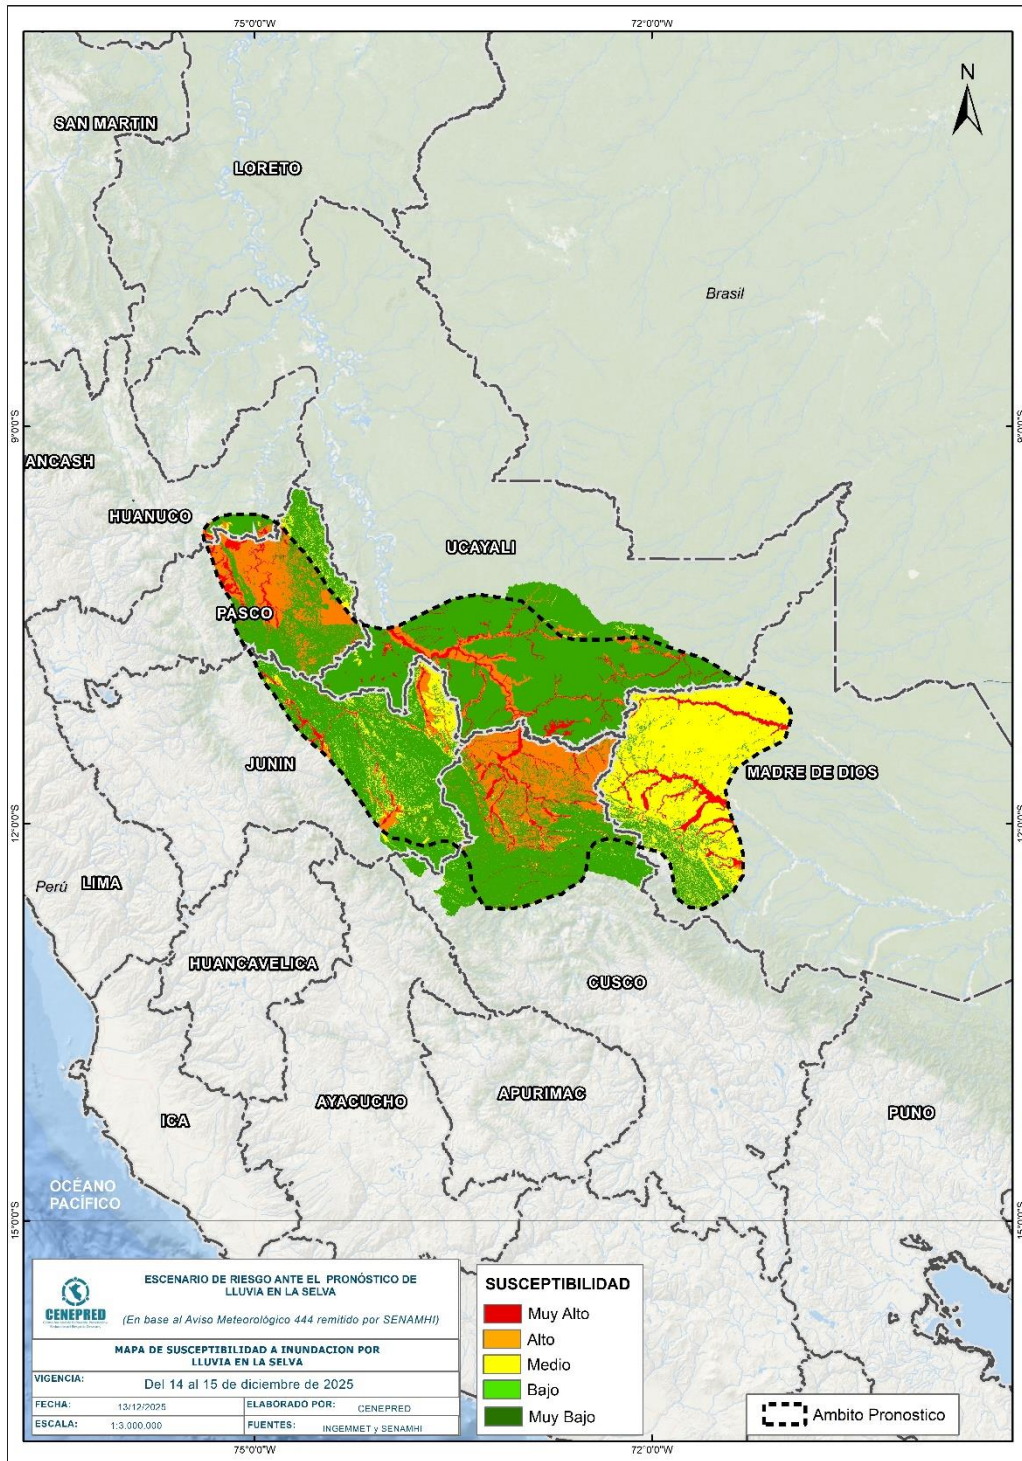 75°0'0"W
72°0'0"W
N
SAN MARTIN
LORETO
Brasil
9°0'0"S
9°0'0"S
ANCASH
HUANUCO
UCAYALI
PASCO
JUNIN
MADRE DE DIOS
12°0'0"S
12°0'0"S
Perú
LIMA
HUANCAVELICA
CUSCO
AYACUCHO
APURIMAC
PUNO
ICA
OCÉANO
PACÍFICO
15°0'0"S
15°0'0"S
CENEPRED
ESCENARIO DE RIESGO ANTE EL PRONÓSTICO DE
LLUVIA EN LA SELVA
(En base al Aviso Meteorológico 444 remitido por SENAMHI)
MAPA DE SUSCEPTIBILIDAD A INUNDACION POR
LLUVIA EN LA SELVA
VIGENCIA: Del 14 al 15 de diciembre de 2025
FECHA: 13/12/2025 ELABORADO POR: CENEPRED
ESCALA: 1:3.000.000 FUENTES: INGEMMET y SENAMHI
SUSCEPTIBILIDAD
Muy Alto
Alto
Medio
Bajo
Muy Bajo
Ambito Pronostico
75°0'0"W
72°0'0"W